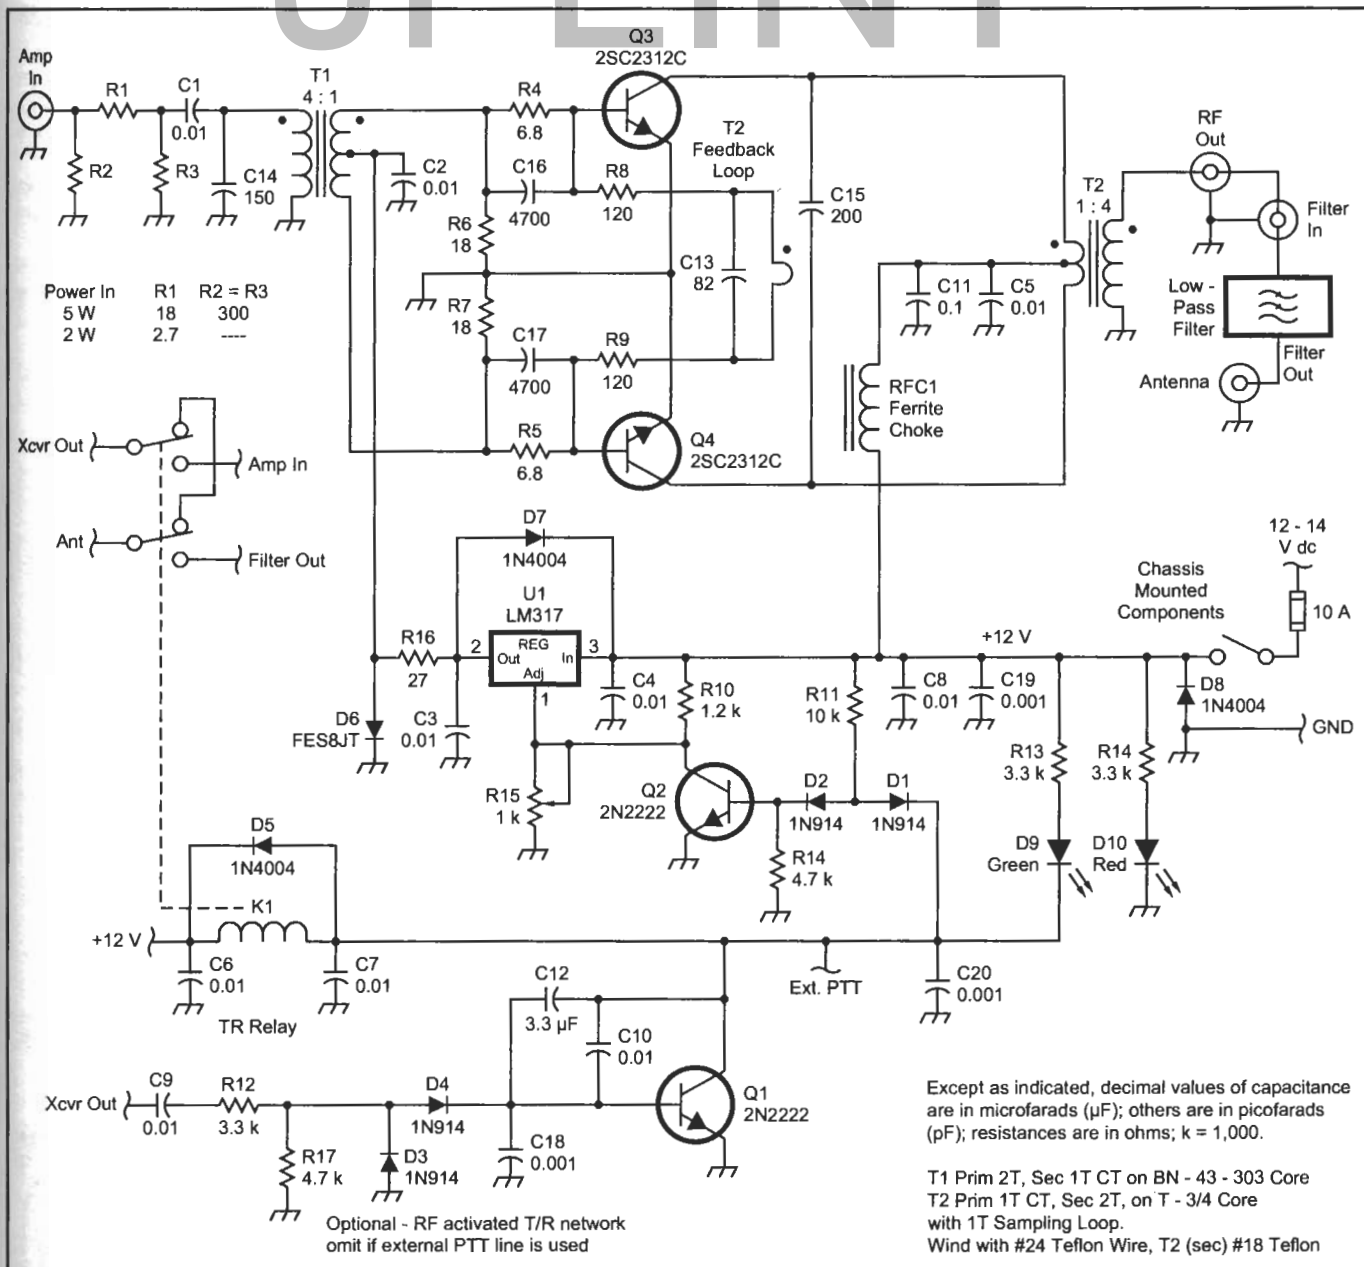 UPLINT
Amp
In
R1
C1
0.01
R2
R3
C14
150
T1
4 : 1
C2
0.01
R4
6.8
Q3
2SC2312C
C16
4700
R8
120
T2
Feedback
Loop
R6
18
C13
82
C15
200
R7
18
C17
4700
R9
120
R5
6.8
Q4
2SC2312C
C11
0.1
C5
0.01
T2
1 : 4
RF
Out
Filter
In
Low -
Pass
Filter
Filter
Out
Antenna
RFC1
Ferrite
Choke
Power In R1 R2 = R3
5 W 18 300
2 W 2.7 ----
Xcvr Out
Amp In
Ant
Filter Out
D7
1N4004
U1
LM317
REG
Out
In
Adj
2
3
1
R16
27
D6
FES8JT
C3
0.01
C4
0.01
R10
1.2 k
R11
10 k
C8
0.01
+12 V
C19
0.001
Chassis
Mounted
Components
12 - 14
V dc
10 A
D8
1N4004
GND
R13
3.3 k
R14
3.3 k
R15
1 k
Q2
2N2222
D2
1N914
D1
1N914
R14
4.7 k
D9
Green
D10
Red
D5
1N4004
K1
+12 V
C6
0.01
C7
0.01
TR Relay
Ext. PTT
C20
0.001
C12
3.3 µF
C10
0.01
Xcvr Out
C9
0.01
R12
3.3 k
D4
1N914
R17
4.7 k
D3
1N914
C18
0.001
Q1
2N2222
Optional - RF activated T/R network
omit if external PTT line is used
Except as indicated, decimal values of capacitance
are in microfarads (µF); others are in picofarads
(pF); resistances are in ohms; k = 1,000.
T1 Prim 2T, Sec 1T CT on BN - 43 - 303 Core
T2 Prim 1T CT, Sec 2T, on T - 3/4 Core
with 1T Sampling Loop.
Wind with #24 Teflon Wire, T2 (sec) #18 Teflon